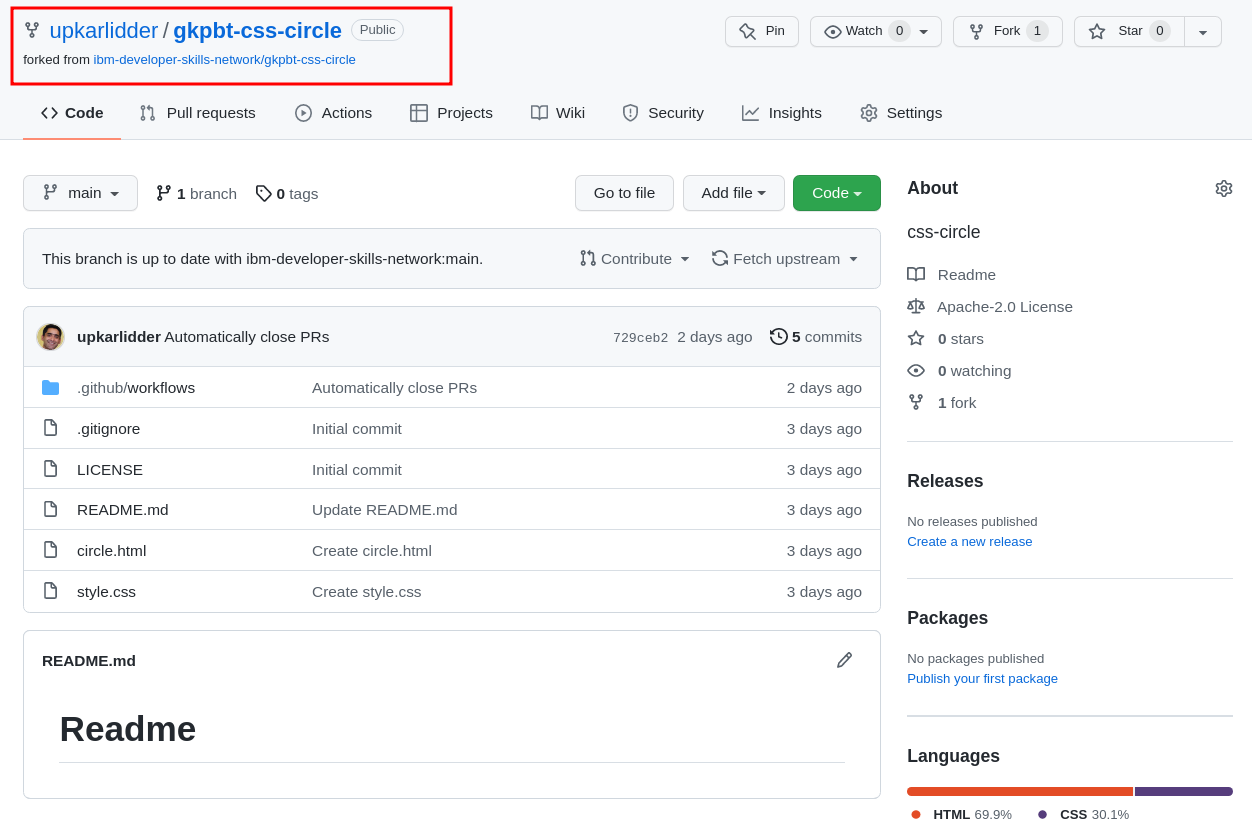 upkarlidder / gkpbt-css-circle Public
Pin Watch 0 Fork 1 Star 0
forked from ibm-developer-skills-network/gkpbt-css-circle
Code Pull requests Actions Projects Wiki Security Insights Settings
main 1 branch 0 tags Go to file Add file Code
This branch is up to date with ibm-developer-skills-network:main. Contribute Fetch upstream
upkarlidder Automatically close PRs 729ceb2 2 days ago 5 commits
.github/workflows Automatically close PRs 2 days ago
.gitignore Initial commit 3 days ago
LICENSE Initial commit 3 days ago
README.md Update README.md 3 days ago
circle.html Create circle.html 3 days ago
style.css Create style.css 3 days ago
README.md
Readme
About
css-circle
Readme
Apache-2.0 License
0 stars
0 watching
1 fork
Releases
No releases published
Create a new release
Packages
No packages published
Publish your first package
Languages
HTML 69.9% CSS 30.1%